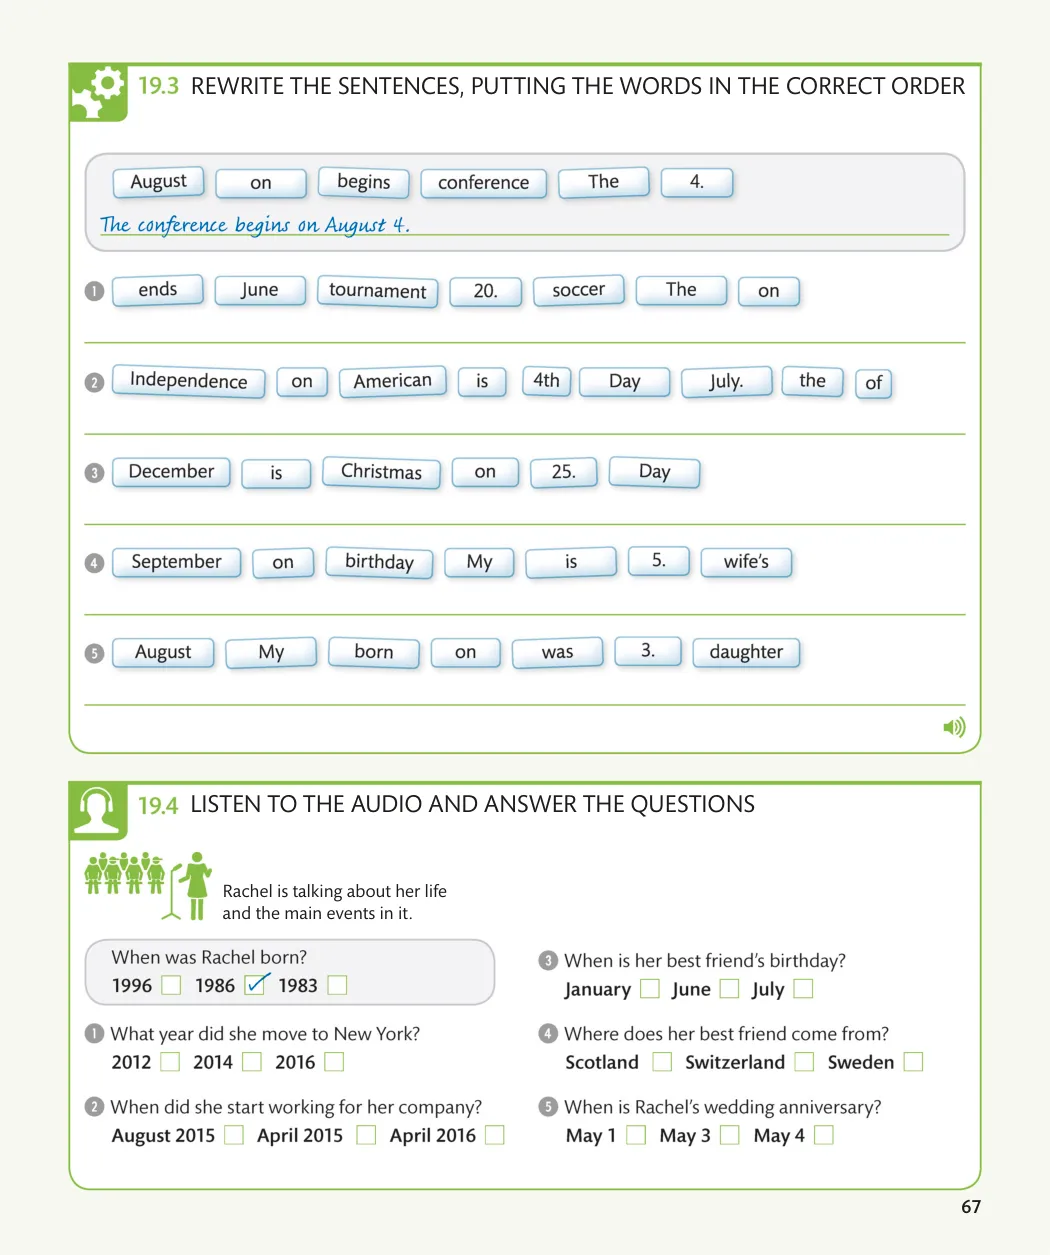 19.3 REWRITE THE SENTENCES, PUTTING THE WORDS IN THE CORRECT ORDER
August on begins conference The 4.
The conference begins on August 4.
1 ends June tournament 20. soccer The on
2 Independence on American is 4th Day July. the of
3 December is Christmas on 25. Day
4 September on birthday My is 5. wife's
5 August My born on was 3. daughter
19.4 LISTEN TO THE AUDIO AND ANSWER THE QUESTIONS
Rachel is talking about her life
and the main events in it.
When was Rachel born?
1996 1986 1983
1 What year did she move to New York?
2012 2014 2016
2 When did she start working for her company?
August 2015 April 2015 April 2016
3 When is her best friend's birthday?
January June July
4 Where does her best friend come from?
Scotland Switzerland Sweden
5 When is Rachel's wedding anniversary?
May 1 May 3 May 4
67